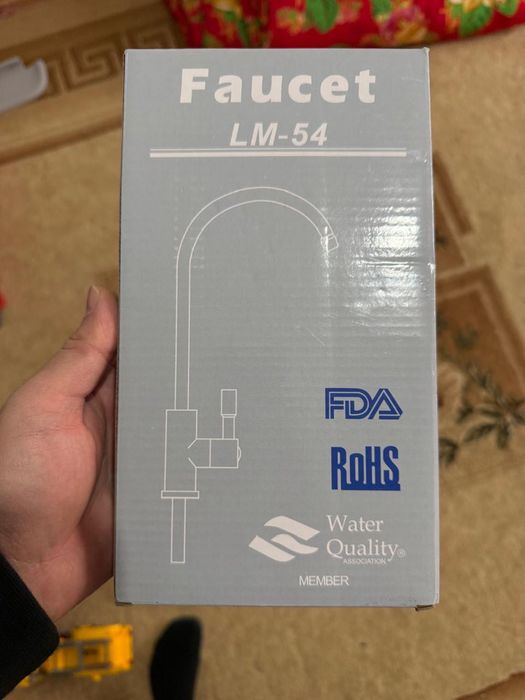 Faucet
LM-54
FDA
RoHS
Water
Quality®
ASSOCIATION
MEMBER